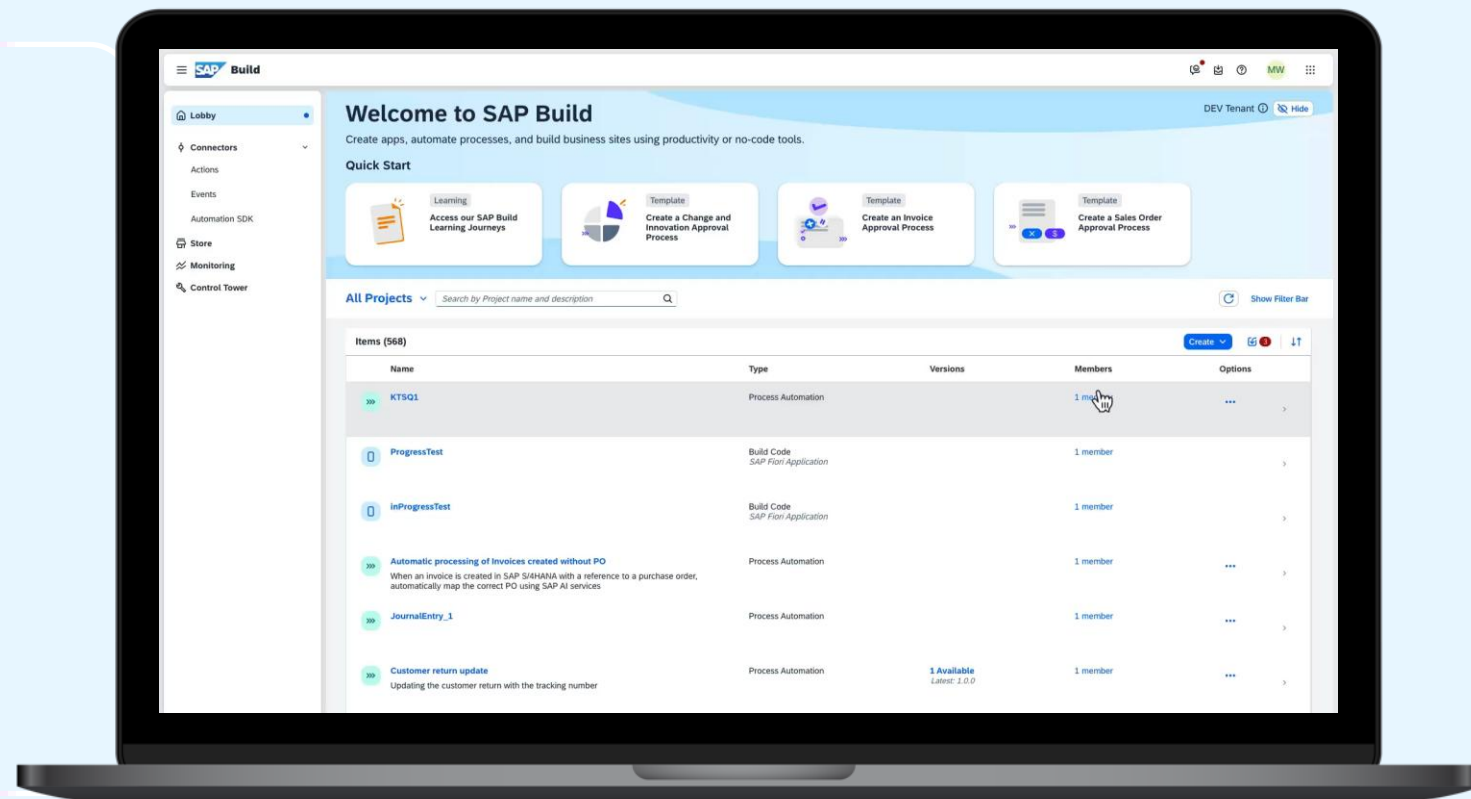 SAP Build
MW
Lobby
Connectors
Actions
Events
Automation SDK
Store
Monitoring
Control Tower
Welcome to SAP Build
DEV Tenant
Hide
Create apps, automate processes, and build business sites using productivity or no-code tools.
Quick Start
Learning
Access our SAP Build
Learning Journeys
Template
Create a Change and
Innovation Approval
Process
Template
Create an Invoice
Approval Process
Template
Create a Sales Order
Approval Process
All Projects
Search by Project name and description
Show Filter Bar
Items (568)
Create
3
Name Type Versions Members Options
KTSQ1 Process Automation 1
ProgressTest Build Code 1 member
SAP Fiori Application
inProgressTest Build Code 1 member
SAP Fiori Application
Automatic processing of Invoices created without PO Process Automation 1 member
When an invoice is created in SAP S/4HANA with a reference to a purchase order,
automatically map the correct PO using SAP AI services
JournalEntry_1 Process Automation 1 member
Customer return update Process Automation 1 Available 1 member
Updating the customer return with the tracking number Latest: 1.0.0